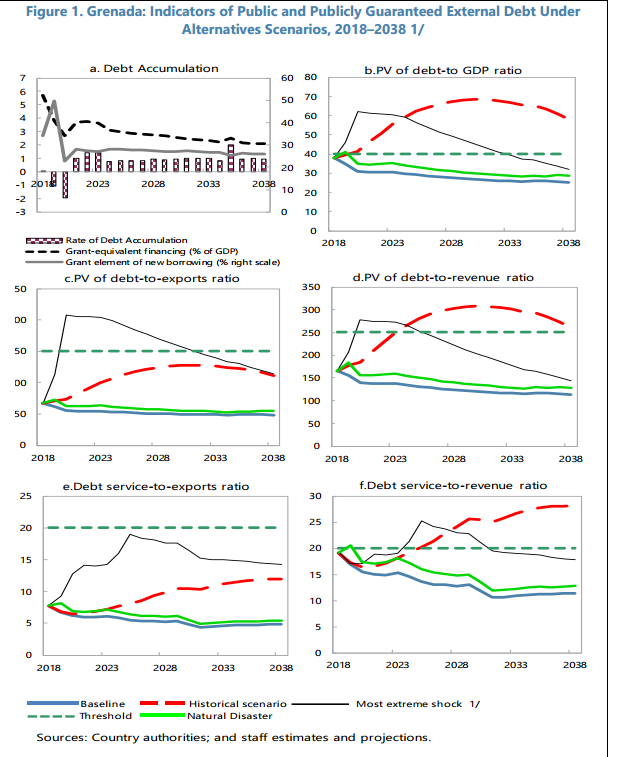 Figure 1. Grenada: Indicators of Public and Publicly Guaranteed External Debt Under
Alternatives Scenarios, 2018–2038 1/
a. Debt Accumulation
7
6
5
4
3
2
1
0
-1
-2
-3
60
50
40
30
20
10
0
2018 2023 2028 2033 2038
Rate of Debt Accumulation
Grant-equivalent financing (% of GDP)
Grant element of new borrowing (% right scale)
b.PV of debt-to GDP ratio
80
70
60
50
40
30
20
10
0
2018 2023 2028 2033 2038
c.PV of debt-to-exports ratio
50
00
50
00
50
0
2018 2023 2028 2033 2038
d.PV of debt-to-revenue ratio
350
300
250
200
150
100
50
0
2018 2023 2028 2033 2038
e.Debt service-to-exports ratio
25
20
15
10
5
0
2018 2023 2028 2033 2038
f.Debt service-to-revenue ratio
30
25
20
15
10
5
0
2018 2023 2028 2033 2038
Baseline Historical scenario Most extreme shock 1/
Threshold Natural Disaster
Sources: Country authorities; and staff estimates and projections.